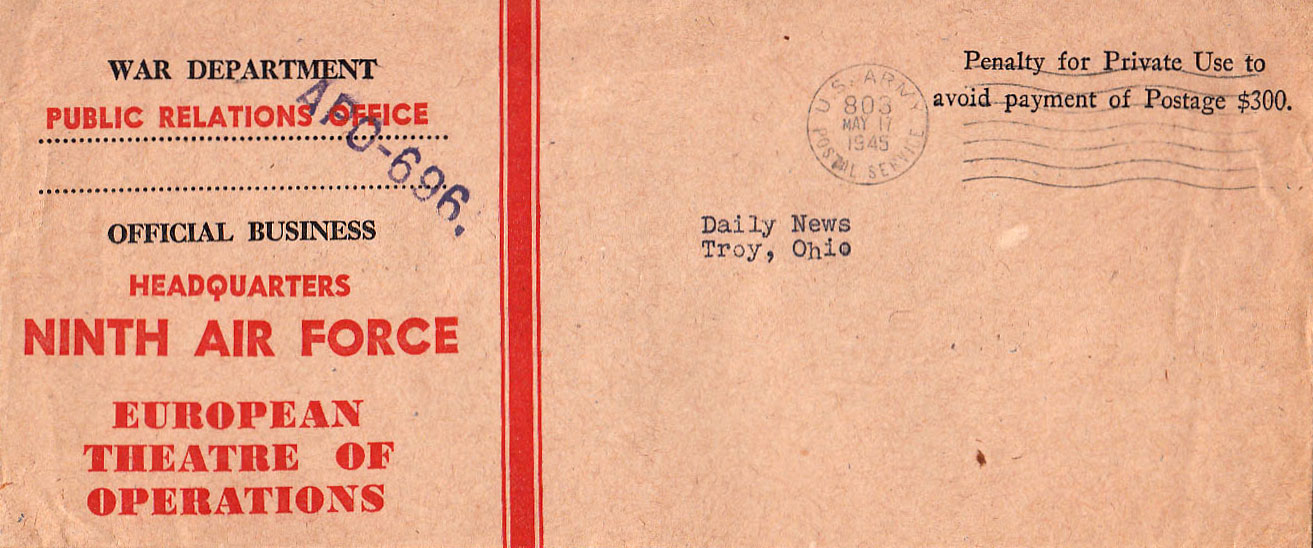 WAR DEPARTMENT
PUBLIC RELATIONS OFFICE
APO-696.
OFFICIAL BUSINESS
HEADQUARTERS
NINTH AIR FORCE
EUROPEAN
THEATRE OF
OPERATIONS
U.S. ARMY
803
MAY 17
1945
POSTAL SERVICE
Penalty for Private Use to
avoid payment of Postage $300.
Daily News
Troy, Ohio